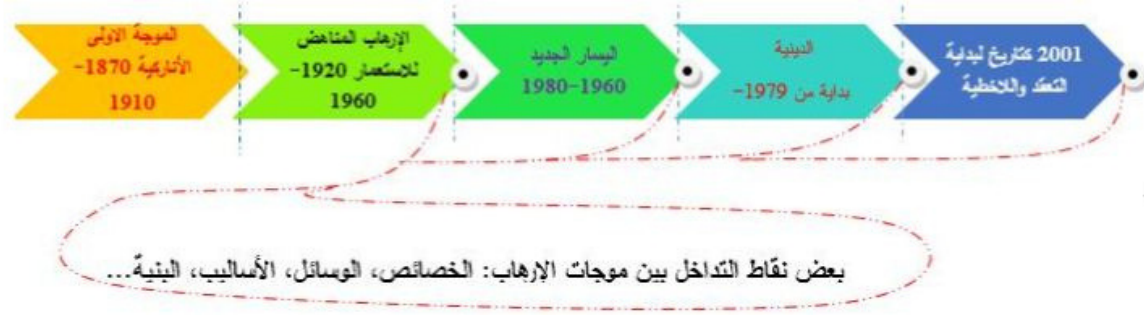 الموجة الاولى
الأناركية 1870-
1910
الإرهاب المناهض
للاستعمار 1920-
1960
اليسار الجديد
1960-1980
الدينية
بداية من 1979-
2001 كتاريخ لبداية
التعقد واللاخطية
بعض نقاط التداخل بين موجات الإرهاب: الخصائص، الوسائل، الأساليب، البنية...